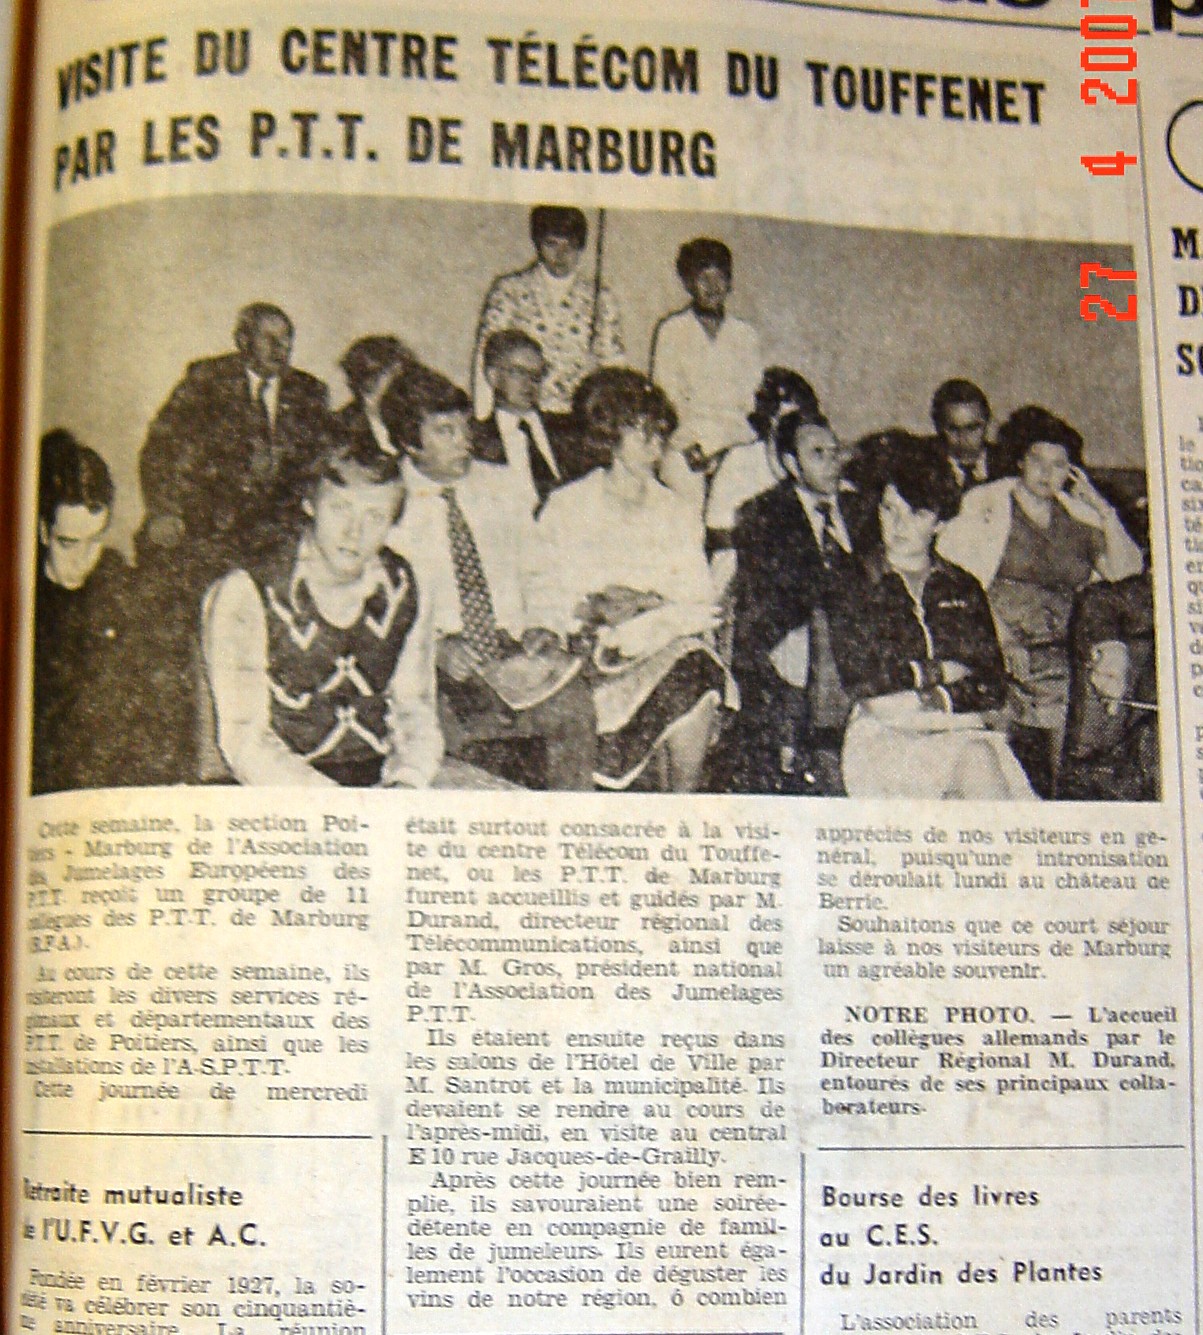 VISITE DU CENTRE TÉLÉCOM DU TOUFFENET
PAR LES P.T.T. DE MARBURG
27 4 200
Cette semaine, la section Poi-
tiers - Marburg de l'Association
des Jumelages Européens des
P.T.T. reçoit un groupe de 11
collègues des P.T.T. de Marburg
(R.F.A.).
Au cours de cette semaine, ils
visiteront les divers services ré-
gionaux et départementaux des
P.T.T. de Poitiers, ainsi que les
installations de l'A.S.P.T.T.
Cette journée de mercredi
était surtout consacrée à la visi-
te du centre Télécom du Touffe-
net, ou les P.T.T. de Marburg
furent accueillis et guidés par M.
Durand, directeur régional des
Télécommunications, ainsi que
par M. Gros, président national
de l'Association des Jumelages
P.T.T.
Ils étaient ensuite reçus dans
les salons de l'Hôtel de Ville par
M. Santrot et la municipalité. Ils
devaient se rendre au cours de
l'après-midi, en visite au central
E 10 rue Jacques-de-Grailly.
Après cette journée bien rem-
plie, ils savouraient une soirée-
détente en compagnie de famil-
les de jumeleurs. Ils eurent éga-
lement l'occasion de déguster les
vins de notre région, ô combien
appréciés de nos visiteurs en gé-
néral, puisqu'une intronisation
se déroulait lundi au château de
Berrie.
Souhaitons que ce court séjour
laisse à nos visiteurs de Marburg
un agréable souvenir.
NOTRE PHOTO. — L'accueil
des collègues allemands par le
Directeur Régional M. Durand,
entourés de ses principaux colla-
borateurs.
Retraite mutualiste
de l'U.F.V.G. et A.C.
Fondée en février 1927, la so-
ciété va célébrer son cinquantiè-
me anniversaire. La réunion
Bourse des livres
au C.E.S.
du Jardin des Plantes
L'association des parents